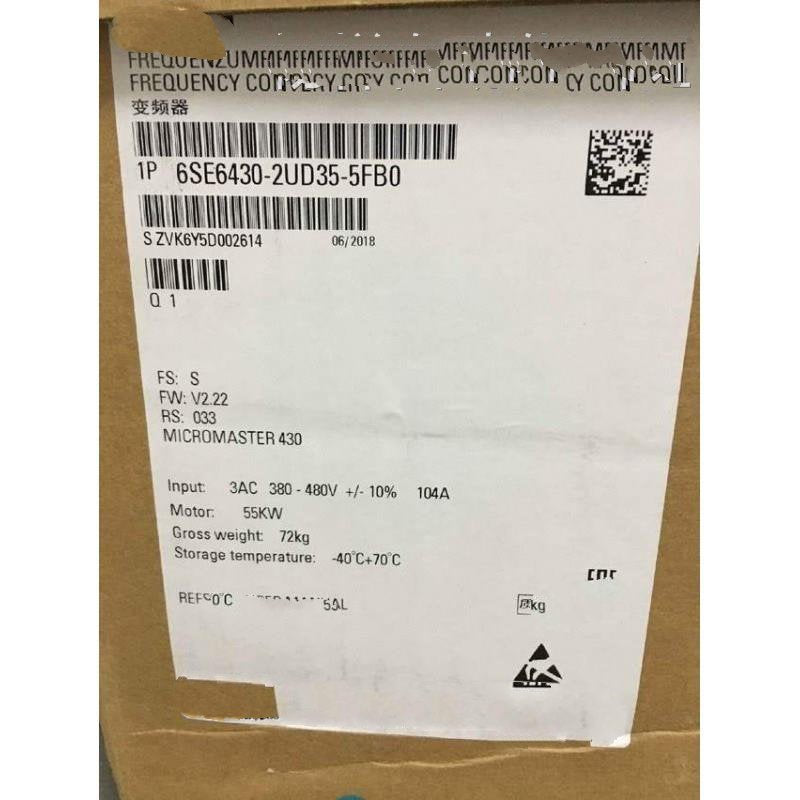 FREQUENCY
变频器
1P 6SE6430-2UD35-5FB0
S ZVK6Y5D002614 06/2018
Q 1
FS: S
FW: V2.22
RS: 033
MICROMASTER 430
Input: 3AC 380 - 480V +/- 10% 104A
Motor: 55KW
Gross weight: 72kg
Storage temperature: -40°C+70°C
kg